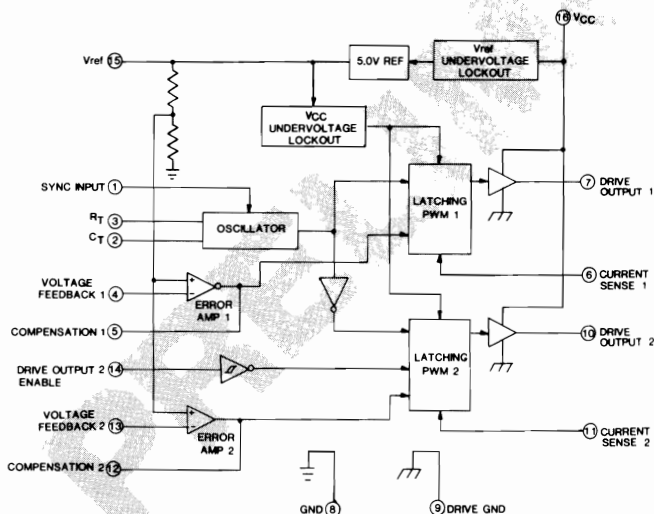 16 VCC
Vref 15
5.0V REF
Vref
UNDERVOLTAGE
LOCKOUT
VCC
UNDERVOLTAGE
LOCKOUT
SYNC INPUT 1
RT 3
CT 2
OSCILLATOR
LATCHING
PWM 1
7 DRIVE
OUTPUT 1
VOLTAGE
FEEDBACK 1 4
+
−
ERROR
AMP 1
6 CURRENT
SENSE 1
COMPENSATION 1 5
LATCHING
PWM 2
10 DRIVE
OUTPUT 2
DRIVE OUTPUT 2 14
ENABLE
VOLTAGE
FEEDBACK 2 13
+
−
ERROR
AMP 2
11 CURRENT
SENSE 2
COMPENSATION 2 12
GND 8
9 DRIVE GND